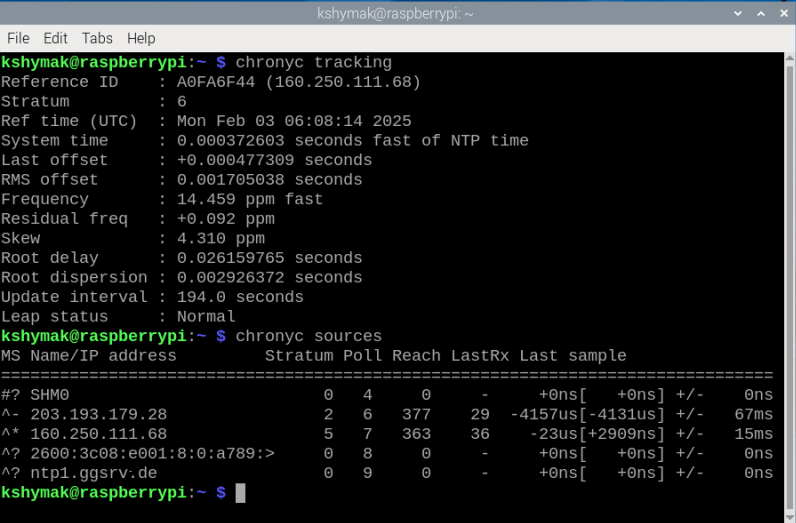 kshymak@raspberrypi: ~
File Edit Tabs Help
kshymak@raspberrypi:~ $ chronyc tracking
Reference ID    : A0FA6F44 (160.250.111.68)
Stratum         : 6
Ref time (UTC)  : Mon Feb 03 06:08:14 2025
System time     : 0.000372603 seconds fast of NTP time
Last offset     : +0.000477309 seconds
RMS offset      : 0.001705038 seconds
Frequency       : 14.459 ppm fast
Residual freq   : +0.092 ppm
Skew            : 4.310 ppm
Root delay      : 0.026159765 seconds
Root dispersion : 0.002926372 seconds
Update interval : 194.0 seconds
Leap status     : Normal
kshymak@raspberrypi:~ $ chronyc sources
MS Name/IP address         Stratum Poll Reach LastRx Last sample
===============================================================================
#? SHM0                          0   4     0     -     +0ns[   +0ns] +/-    0ns
^- 203.193.179.28                2   6   377    29  -4157us[-4131us] +/-   67ms
^* 160.250.111.68                5   7   363    36    -23us[+2909ns] +/-   15ms
^? 2600:3c08:e001:8:0:a789:>     0   8     0     -     +0ns[   +0ns] +/-    0ns
^? ntp1.ggsrv.de                 0   9     0     -     +0ns[   +0ns] +/-    0ns
kshymak@raspberrypi:~ $